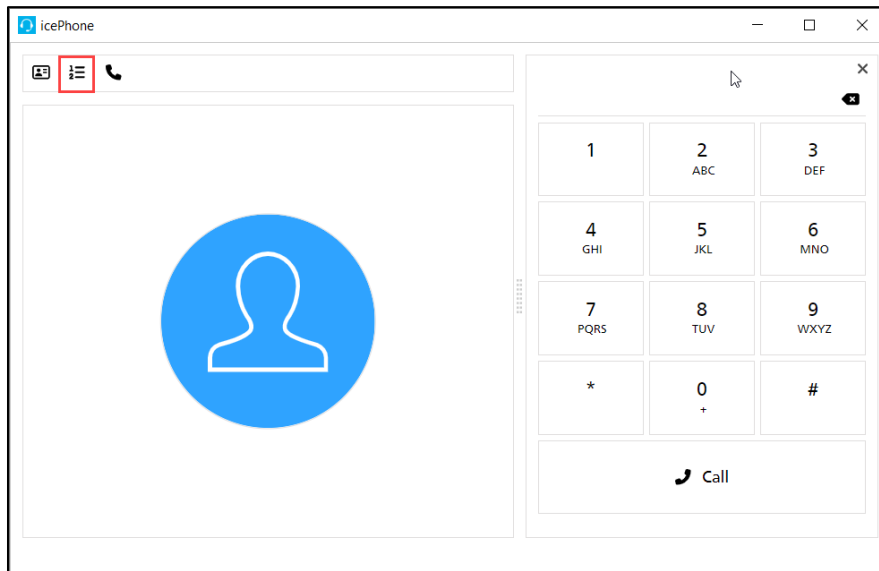 icePhone
1 2 3
ABC DEF
4 5 6
GHI JKL MNO
7 8 9
PQRS TUV WXYZ
* 0 #
+
Call